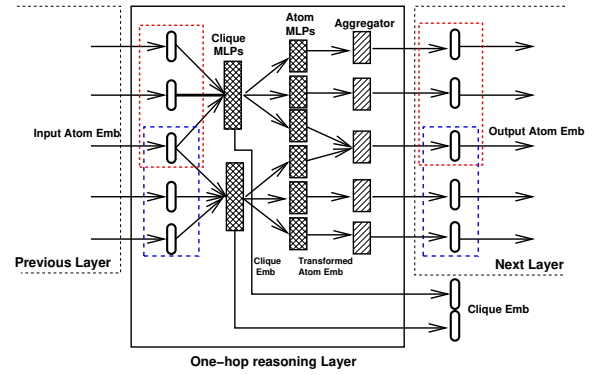 Clique
MLPs
Atom
MLPs
Aggregator
Input Atom Emb
Output Atom Emb
Previous Layer
Clique
Emb
Transformed
Atom Emb
Next Layer
Clique Emb
One-hop reasoning Layer